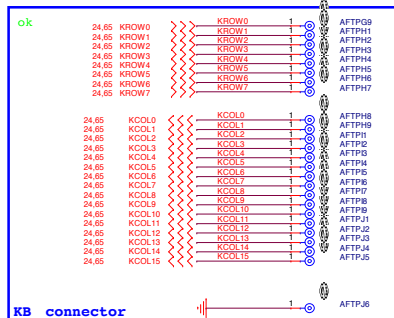 ok
24,65 KROW0 KROW0 1 AFTPG9
24,65 KROW1 KROW1 1 AFTPH1
24,65 KROW2 KROW2 1 AFTPH2
24,65 KROW3 KROW3 1 AFTPH3
24,65 KROW4 KROW4 1 AFTPH4
24,65 KROW5 KROW5 1 AFTPH5
24,65 KROW6 KROW6 1 AFTPH6
24,65 KROW7 KROW7 1 AFTPH7
24,65 KCOL0 KCOL0 1 AFTPH8
24,65 KCOL1 KCOL1 1 AFTPH9
24,65 KCOL2 KCOL2 1 AFTPI1
24,65 KCOL3 KCOL3 1 AFTPI2
24,65 KCOL4 KCOL4 1 AFTPI3
24,65 KCOL5 KCOL5 1 AFTPI4
24,65 KCOL6 KCOL6 1 AFTPI5
24,65 KCOL7 KCOL7 1 AFTPI6
24,65 KCOL8 KCOL8 1 AFTPI7
24,65 KCOL9 KCOL9 1 AFTPI8
24,65 KCOL10 KCOL10 1 AFTPI9
24,65 KCOL11 KCOL11 1 AFTPJ1
24,65 KCOL12 KCOL12 1 AFTPJ2
24,65 KCOL13 KCOL13 1 AFTPJ3
24,65 KCOL14 KCOL14 1 AFTPJ4
24,65 KCOL15 KCOL15 1 AFTPJ5
1 AFTPJ6
KB connector